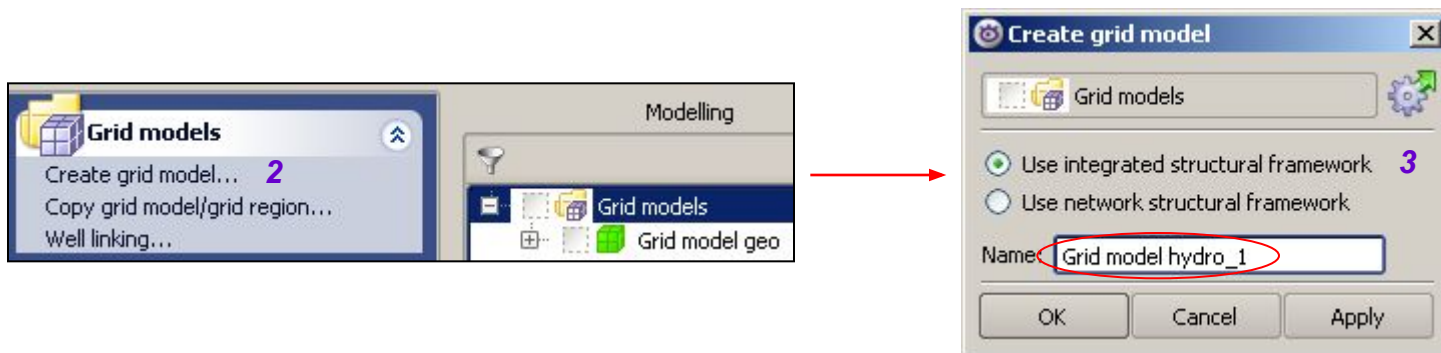 Grid models
Create grid model... 2
Copy grid model/grid region...
Well linking...
Modelling
Grid models
Grid model geo
Create grid model
Grid models
Use integrated structural framework 3
Use network structural framework
Name: Grid model hydro_1
OK Cancel Apply